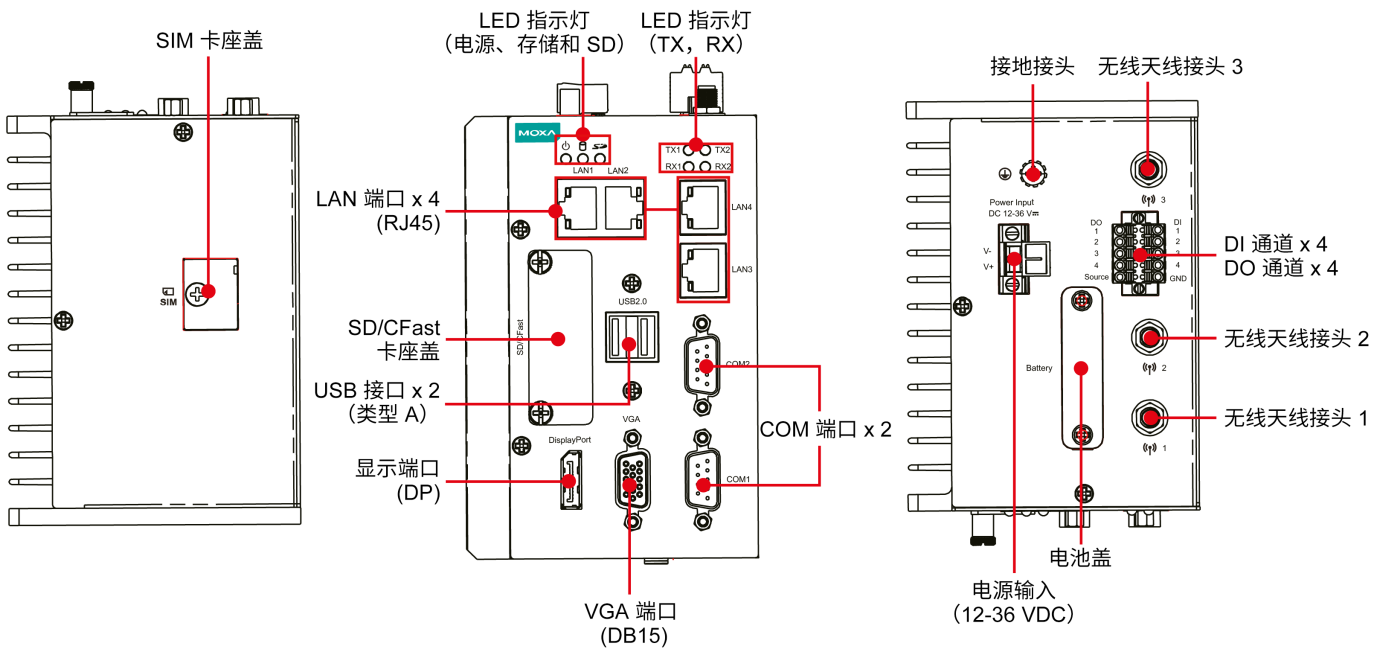 SIM 卡座盖
SIM
LED 指示灯
（电源、存储和 SD）
LED 指示灯
（TX，RX）
MOXA
TX1
TX2
RX1
RX2
LAN1
LAN2
LAN 端口 x 4
(RJ45)
LAN4
LAN3
USB2.0
SD/CFast
SD/CFast
卡座盖
USB 接口 x 2
（类型 A）
COM2
VGA
COM 端口 x 2
DisplayPort
显示端口
(DP)
COM1
VGA 端口
(DB15)
接地接头
无线天线接头 3
Power Input
DC 12-36 V
3
DO
DI
1
1
2
2
3
3
4
4
Source
GND
V-
V+
DI 通道 x 4
DO 通道 x 4
无线天线接头 2
Battery
2
无线天线接头 1
1
电池盖
电源输入
（12-36 VDC）